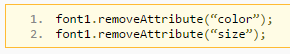 1. font1.removeAttribute(“color”);
2. font1.removeAttribute(“size”);